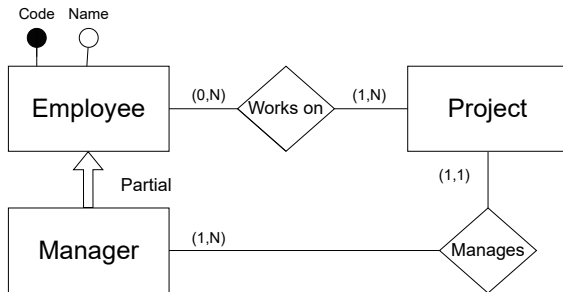 Code Name
Employee (0,N) Works on (1,N) Project
Partial (1,1)
Manager (1,N) Manages